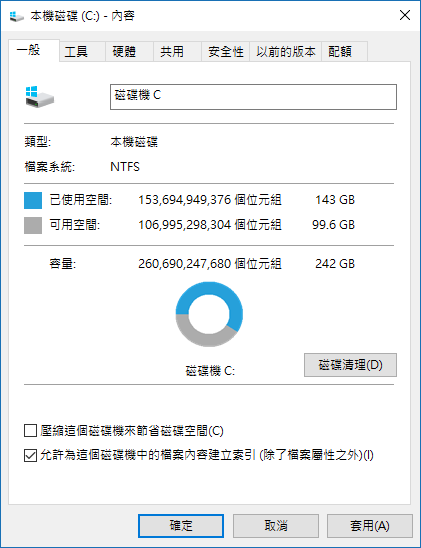 本機磁碟 (C:) - 內容
一般 工具 硬體 共用 安全性 以前的版本 配額
磁碟機 C
類型: 本機磁碟
檔案系統: NTFS
已使用空間: 153,694,949,376 個位元組 143 GB
可用空間: 106,995,298,304 個位元組 99.6 GB
容量: 260,690,247,680 個位元組 242 GB
磁碟機 C:
磁碟清理(D)
壓縮這個磁碟機來節省磁碟空間(C)
允許為這個磁碟機中的檔案內容建立索引 (除了檔案屬性之外)(I)
確定 取消 套用(A)